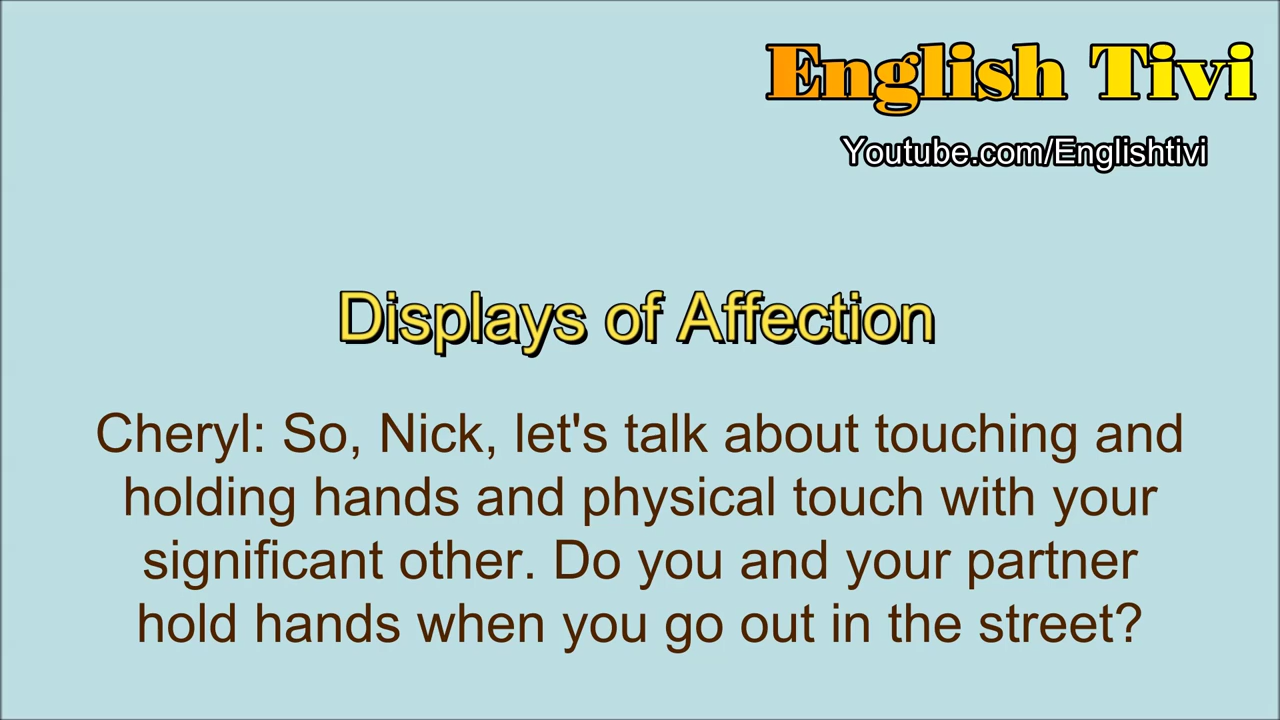 English Tivi
Youtube.com/Englishtivi
Displays of Affection
Cheryl: So, Nick, let's talk about touching and
holding hands and physical touch with your
significant other. Do you and your partner
hold hands when you go out in the street?